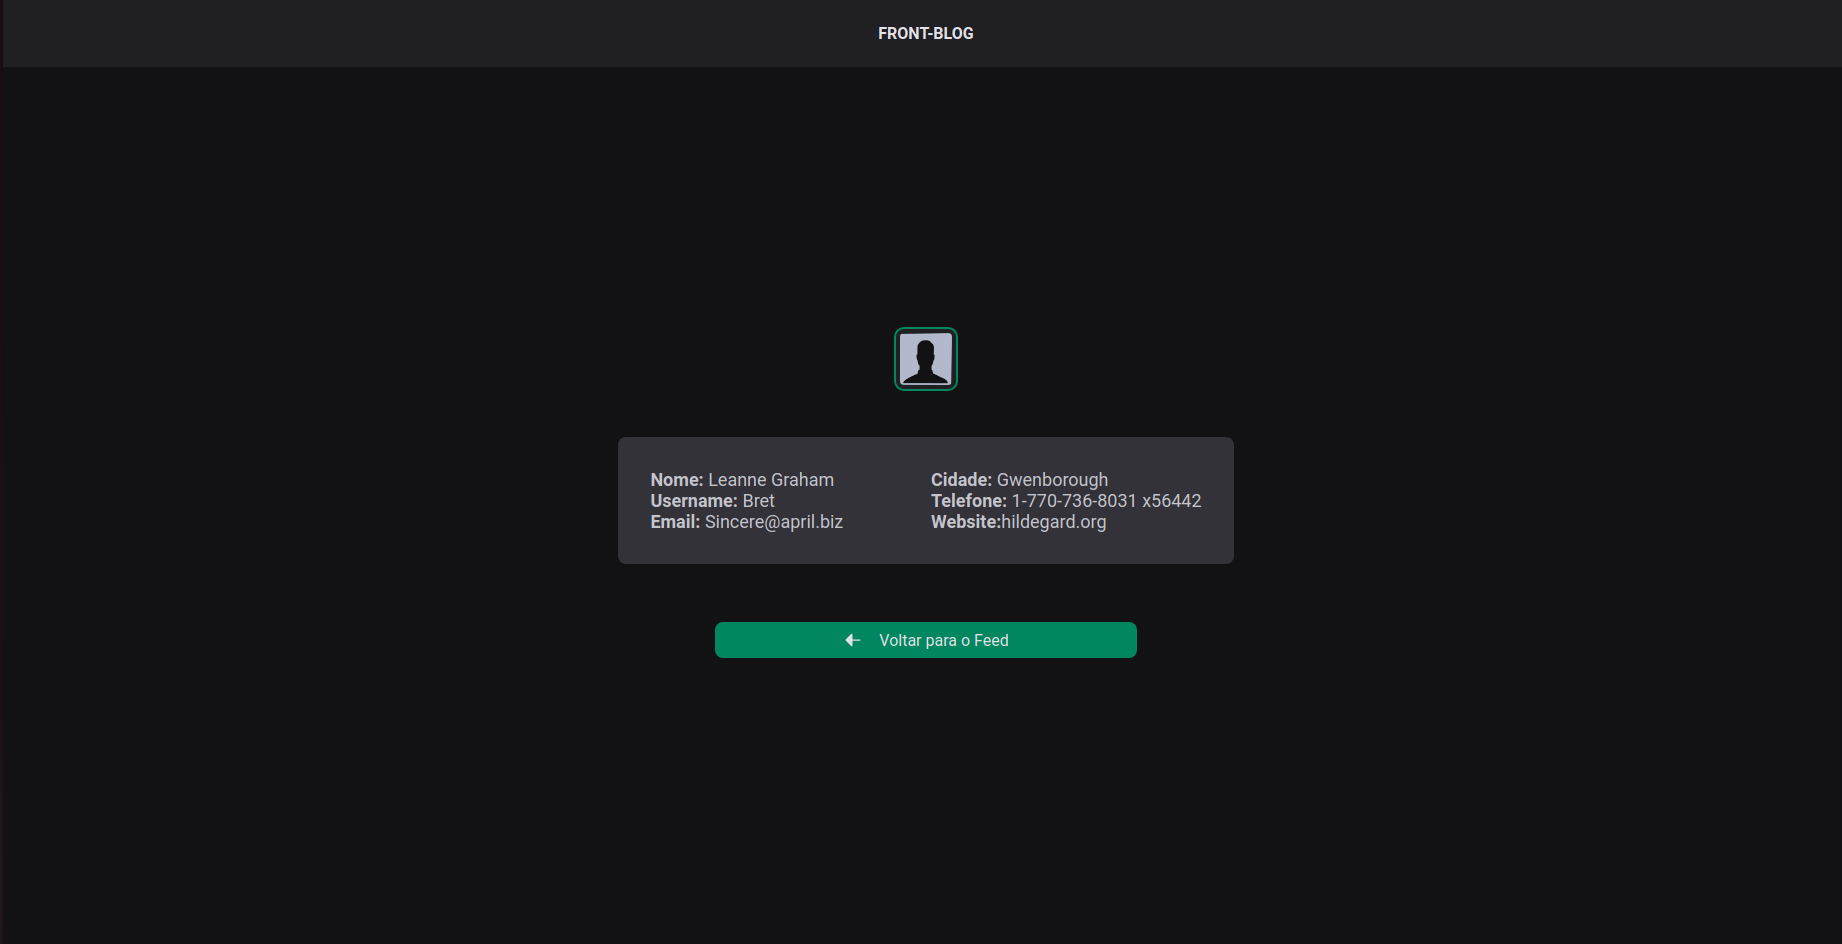 FRONT-BLOG
Nome: Leanne Graham
Username: Bret
Email: Sincere@april.biz
Cidade: Gwenborough
Telefone: 1-770-736-8031 x56442
Website:hildegard.org
Voltar para o Feed